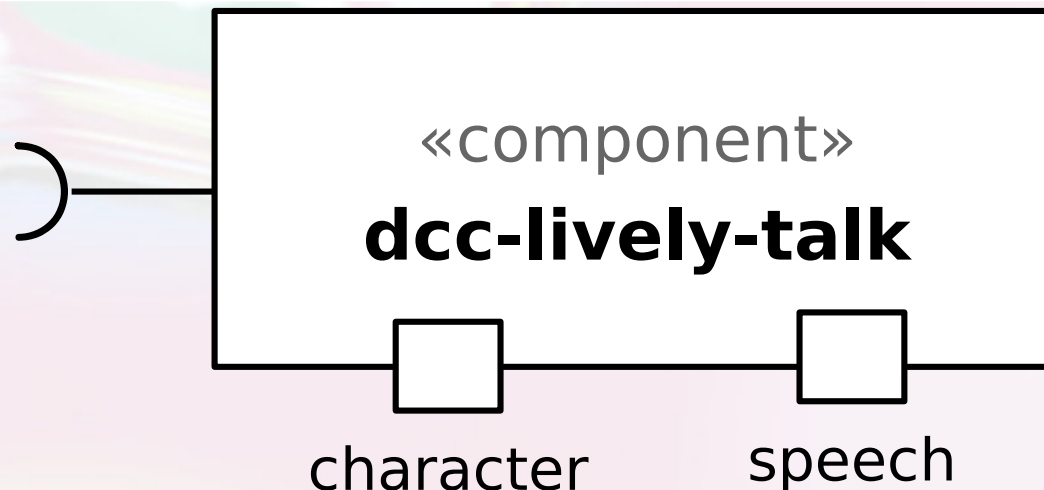 «component»
dcc-lively-talk
character
speech